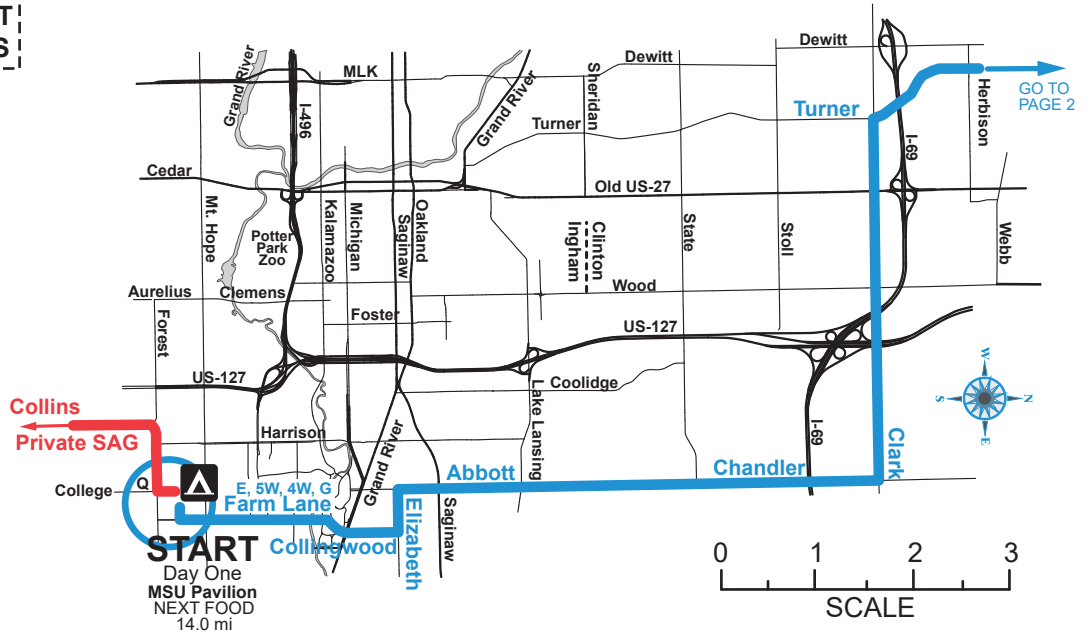 T
S
Grand River
MLK
I-496
Grand River
Sheridan
Dewitt
Dewitt
Turner
Turner
Herbison
GO TO
PAGE 2
I-69
Cedar
Old US-27
Mt. Hope
Potter
Park
Zoo
Kalamazoo
Michigan
Saginaw
Oakland
Clinton
Ingham
State
Stoll
Webb
Aurelius
Clemens
Wood
Foster
US-127
Forest
US-127
Coolidge
Lake Lansing
W
S
N
E
Collins
Private SAG
Harrison
Grand River
I-69
Clark
Q
College
E, 5W, 4W, G
Farm Lane
Abbott
Chandler
Collingwood
Elizabeth
Saginaw
START
Day One
MSU Pavilion
NEXT FOOD
14.0 mi
0 1 2 3
SCALE